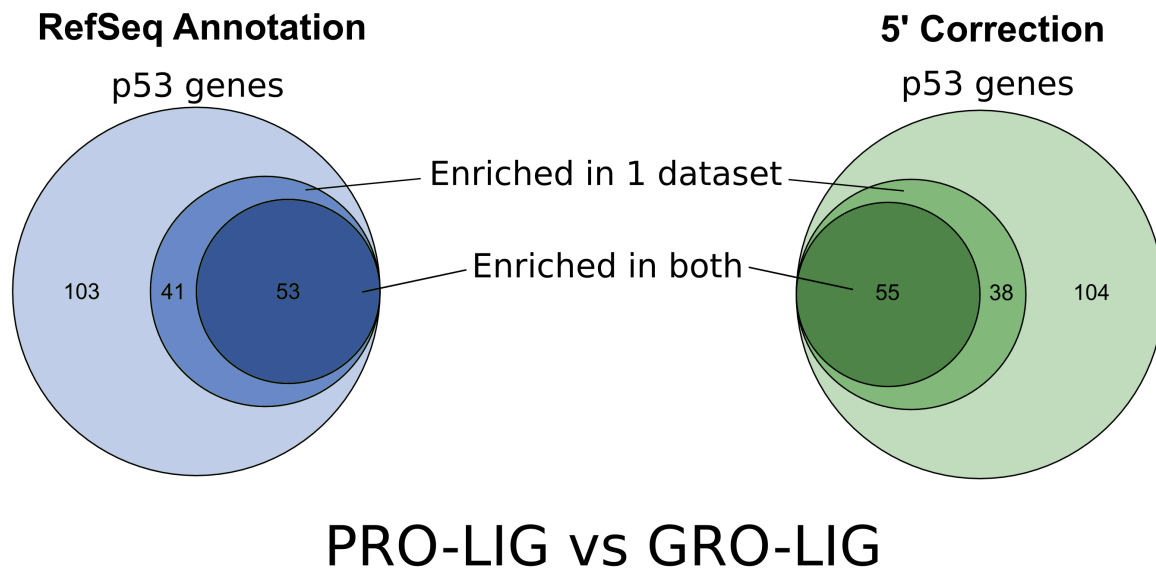 RefSeq Annotation
p53 genes
5' Correction
p53 genes
Enriched in 1 dataset
Enriched in both
103
41
53
55
38
104
PRO-LIG vs GRO-LIG